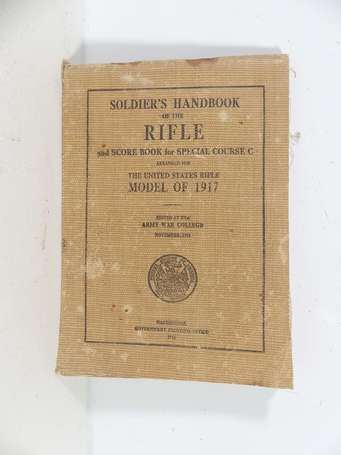 SOLDIER'S HANDBOOK
OF THE
RIFLE
and SCORE BOOK for SPECIAL COURSE C
ARRANGED FOR
THE UNITED STATES RIFLE
MODEL OF 1917
EDITED AT THE
ARMY WAR COLLEGE
NOVEMBER
WASHINGTON
GOVERNMENT PRINTING OFFICE